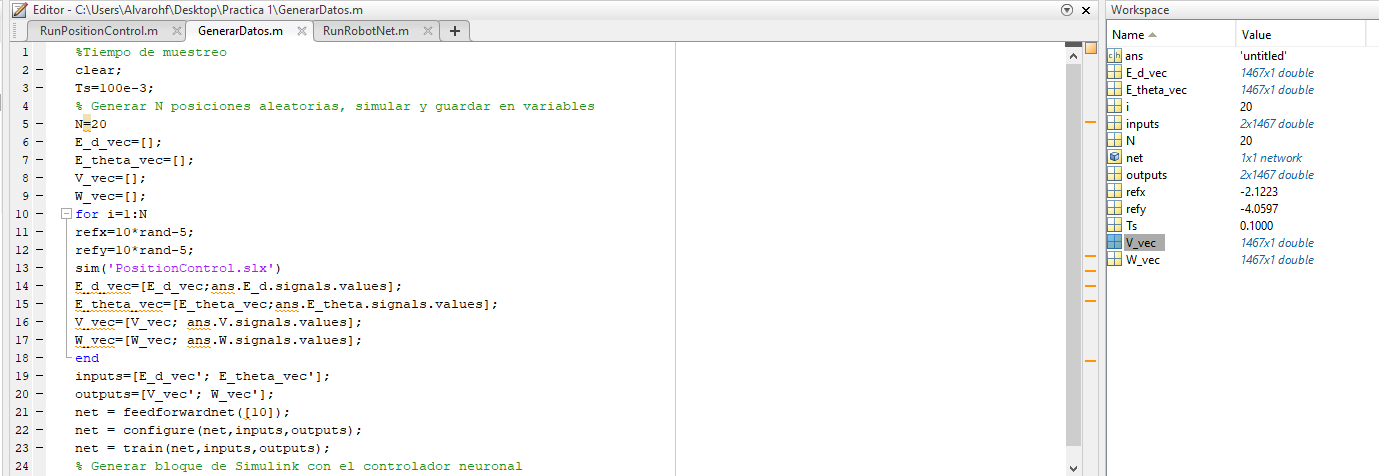 Editor - C:\Users\Alvarohf\Desktop\Practica 1\GenerarDatos.m
RunPositionControl.m GenerarDatos.m RunRobotNet.m
1 %Tiempo de muestreo
2 clear;
3 Ts=100e-3;
4 % Generar N posiciones aleatorias, simular y guardar en variables
5 N=20
6 E_d_vec=[];
7 E_theta_vec=[];
8 V_vec=[];
9 W_vec=[];
10 for i=1:N
11 refx=10*rand-5;
12 refy=10*rand-5;
13 sim('PositionControl.slx')
14 E_d_vec=[E_d_vec;ans.E_d.signals.values];
15 E_theta_vec=[E_theta_vec;ans.E_theta.signals.values];
16 V_vec=[V_vec; ans.V.signals.values];
17 W_vec=[W_vec; ans.W.signals.values];
18 end
19 inputs=[E_d_vec'; E_theta_vec'];
20 outputs=[V_vec'; W_vec'];
21 net = feedforwardnet([10]);
22 net = configure(net,inputs,outputs);
23 net = train(net,inputs,outputs);
24 % Generar bloque de Simulink con el controlador neuronal
Workspace
Name Value
ans 'untitled'
E_d_vec 1467x1 double
E_theta_vec 1467x1 double
i 20
inputs 2x1467 double
N 20
net 1x1 network
outputs 2x1467 double
refx -2.1223
refy -4.0597
Ts 0.1000
V_vec 1467x1 double
W_vec 1467x1 double